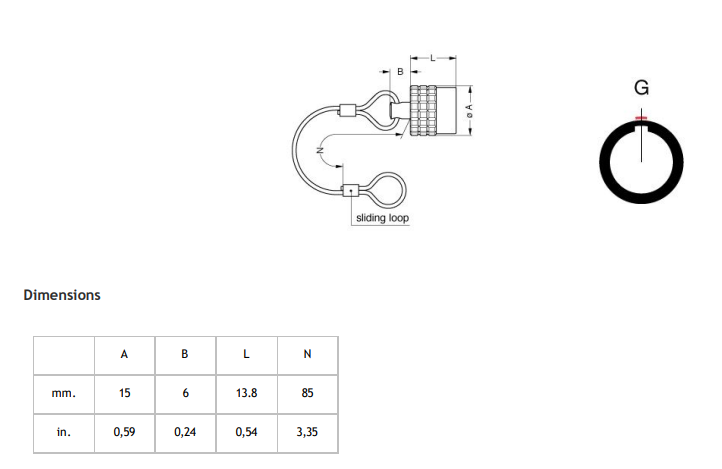 L
B
G
ø A
N
sliding loop
Dimensions
A B L N
mm. 15 6 13.8 85
in. 0,59 0,24 0,54 3,35